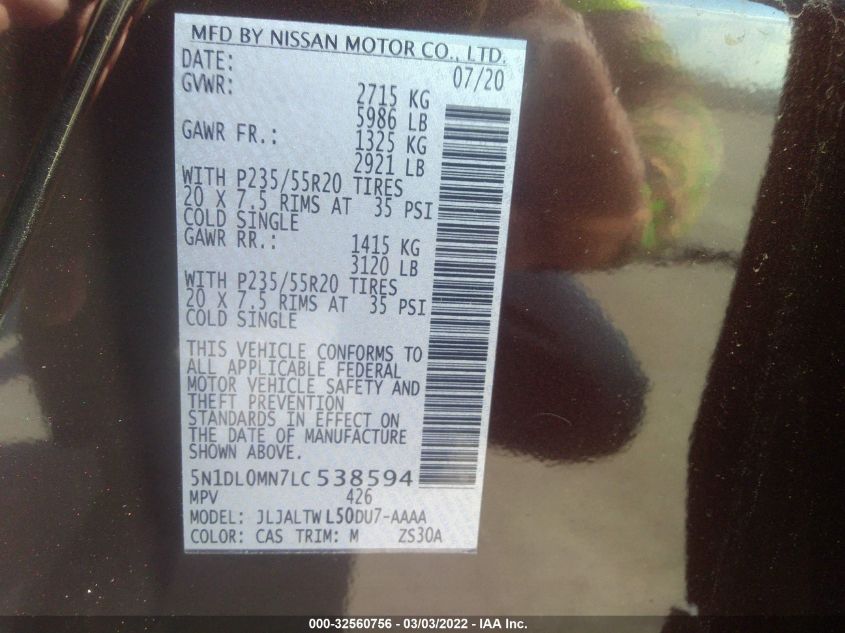 MFD BY NISSAN MOTOR CO., LTD.
DATE: 07/20
GVWR: 2715 KG
5986 LB
GAWR FR.: 1325 KG
2921 LB
WITH P235/55R20 TIRES
20 X 7.5 RIMS AT 35 PSI
COLD SINGLE
GAWR RR.: 1415 KG
3120 LB
WITH P235/55R20 TIRES
20 X 7.5 RIMS AT 35 PSI
COLD SINGLE
THIS VEHICLE CONFORMS TO
ALL APPLICABLE FEDERAL
MOTOR VEHICLE SAFETY AND
THEFT PREVENTION
STANDARDS IN EFFECT ON
THE DATE OF MANUFACTURE
SHOWN ABOVE.
5N1DL0MN7LC538594
MPV 426
MODEL: JLJALTWL50DU7-AAAA
COLOR: CAS TRIM: M ZS30A
000-32560756 - 03/03/2022 - IAA Inc.